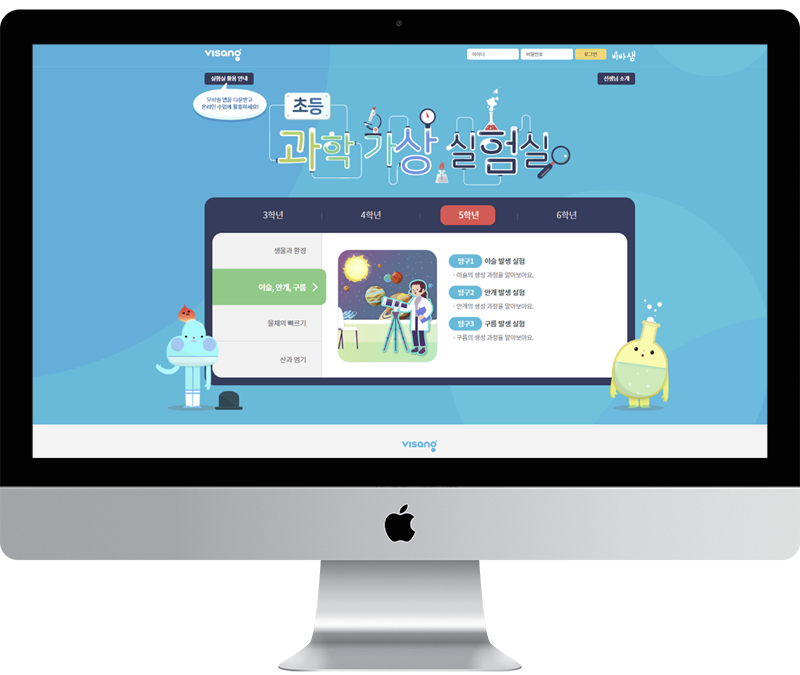 visang
아이디
비밀번호
로그인
비바샘
실험실 활용 안내
선생님 소개
모바일 앱을 다운받고
온라인 수업에 활용하세요!
초등
과학 가상 실험실
3학년
4학년
5학년
6학년
생물과 환경
이슬, 안개, 구름
물체의 빠르기
산과 염기
탐구1 이슬 발생 실험
- 이슬의 생성 과정을 알아보아요.
탐구2 안개 발생 실험
- 안개의 생성 과정을 알아보아요.
탐구3 구름 발생 실험
- 구름의 생성 과정을 알아보아요.
visang